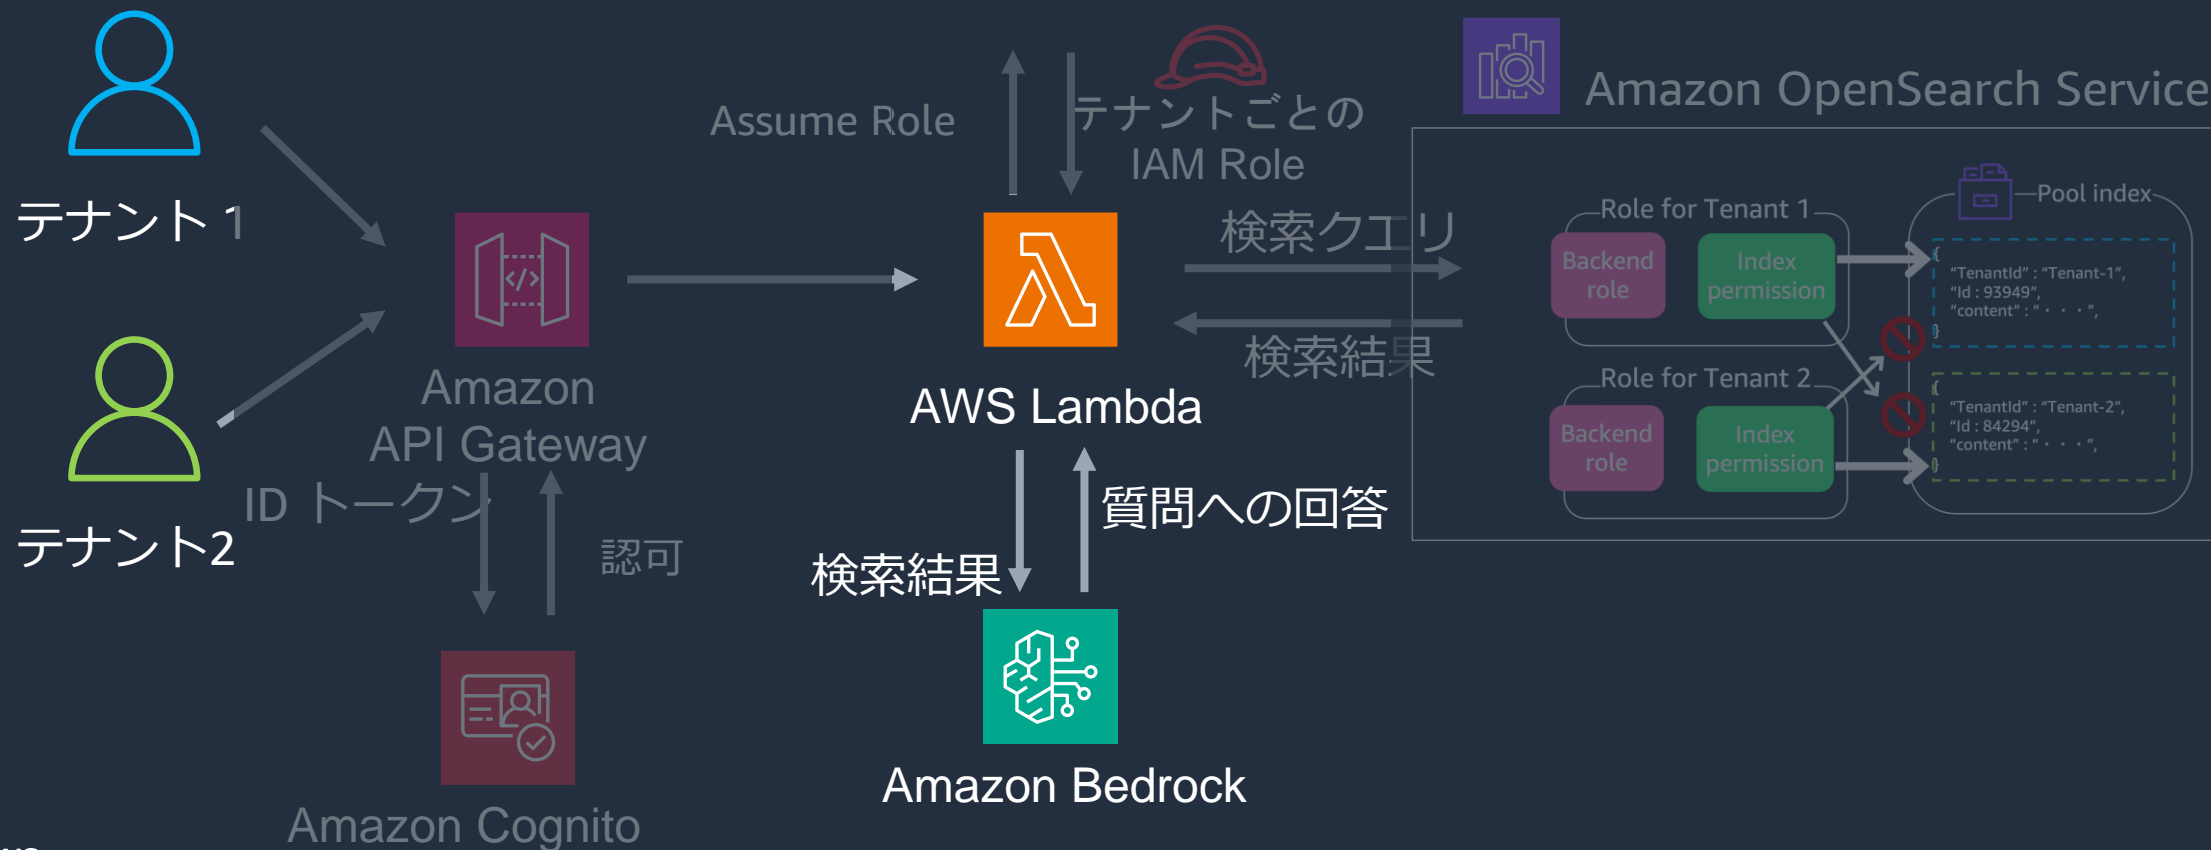 Amazon OpenSearch Service
Assume Role
テナントごとの
IAM Role
テナント 1
検索クエリ
検索結果
Role for Tenant 1
Backend
role
Index
permission
Pool index
{
"TenantId" : "Tenant-1",
"Id : 93949",
"content" : " ・ ・ ・ ",
}
Role for Tenant 2
Backend
role
Index
permission
{
"TenantId" : "Tenant-2",
"Id : 84294",
"content" : " ・ ・ ・ ",
}
Amazon
API Gateway
AWS Lambda
ID トークン
認可
テナント2
検索結果
質問への回答
Amazon Bedrock
Amazon Cognito